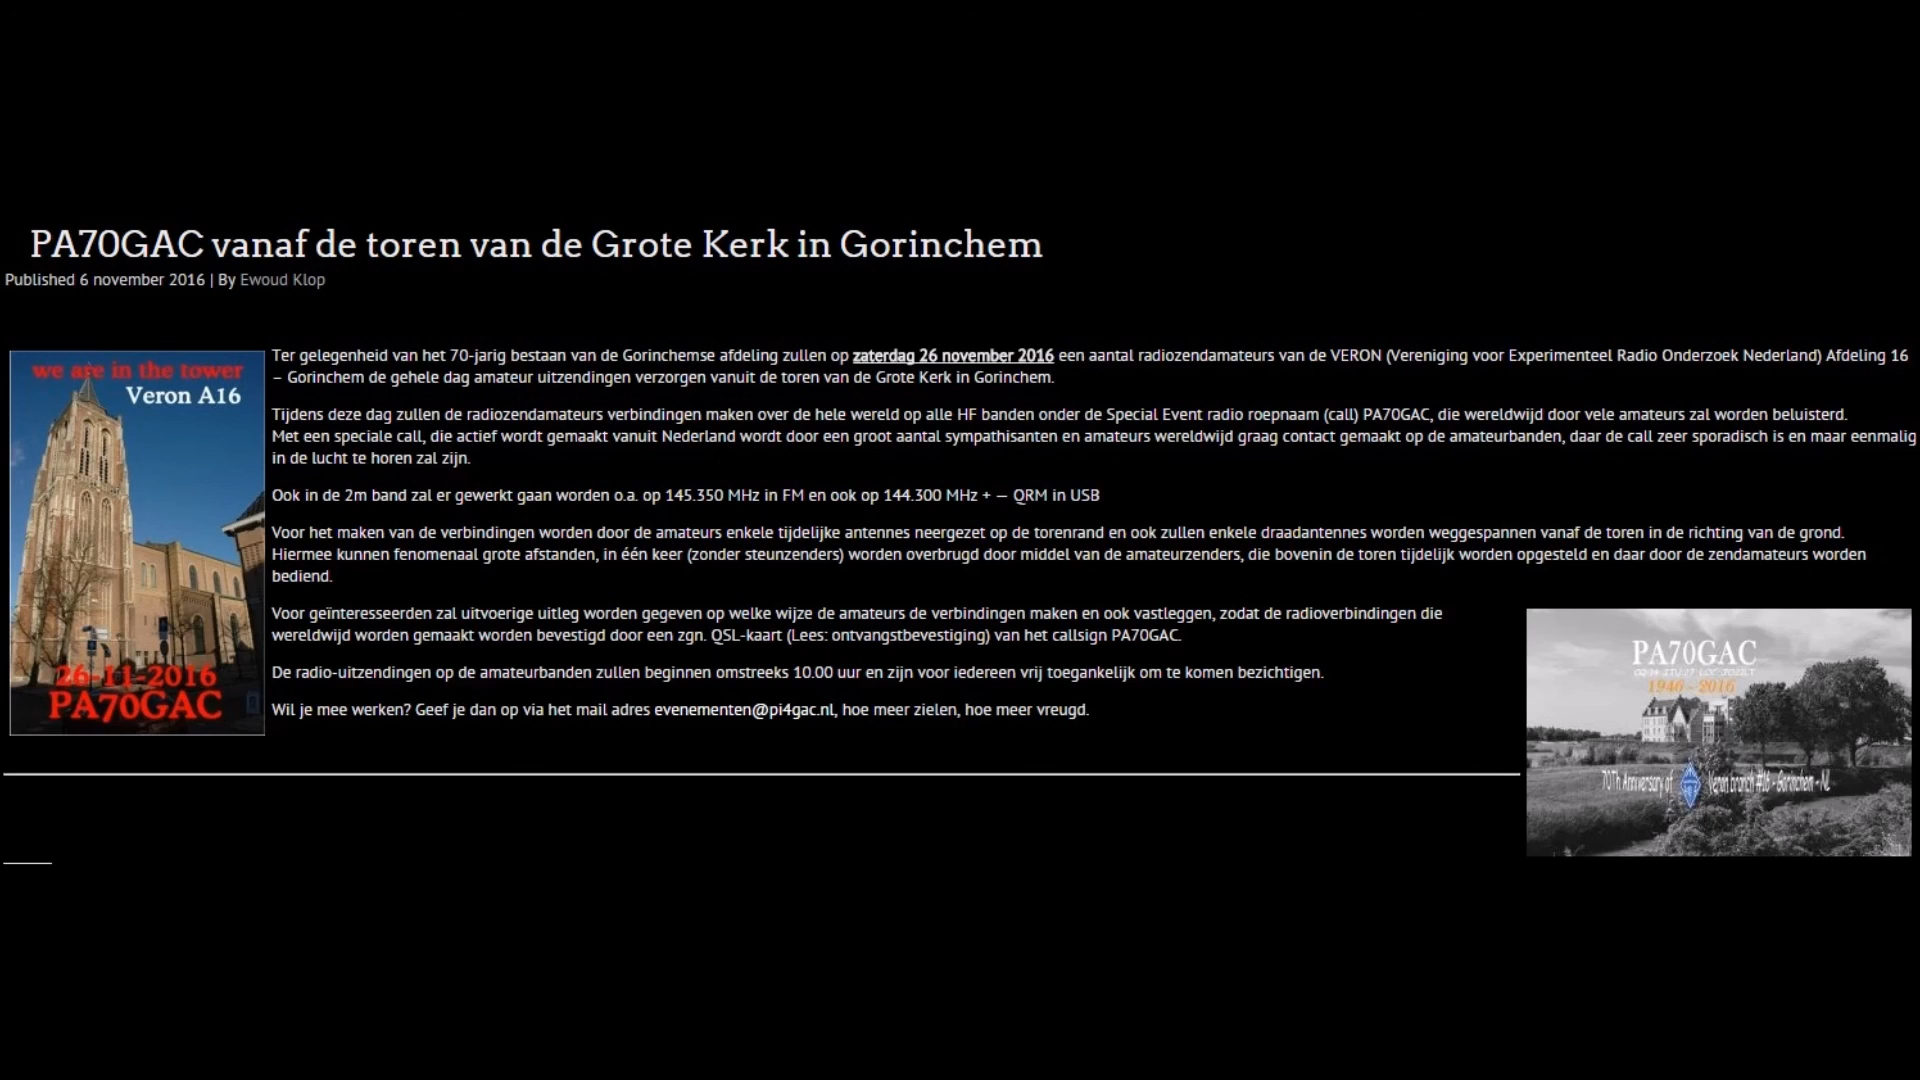 PA70GAC vanaf de toren van de Grote Kerk in Gorinchem
Published 6 november 2016 | By Ewoud Klop
we are in the tower
Veron A16
26-11-2016
PA70GAC
Ter gelegenheid van het 70-jarig bestaan van de Gorinchemse afdeling zullen op zaterdag 26 november 2016 een aantal radiozendamateurs van de VERON (Vereniging voor Experimenteel Radio Onderzoek Nederland) Afdeling 16
– Gorinchem de gehele dag amateur uitzendingen verzorgen vanuit de toren van de Grote Kerk in Gorinchem.
Tijdens deze dag zullen de radiozendamateurs verbindingen maken over de hele wereld op alle HF banden onder de Special Event radio roepnaam (call) PA70GAC, die wereldwijd door vele amateurs zal worden beluisterd.
Met een speciale call, die actief wordt gemaakt vanuit Nederland wordt door een groot aantal sympathisanten en amateurs wereldwijd graag contact gemaakt op de amateurbanden, daar de call zeer sporadisch is en maar eenmalig
in de lucht te horen zal zijn.
Ook in de 2m band zal er gewerkt gaan worden o.a. op 145.350 MHz in FM en ook op 144.300 MHz + — QRM in USB
Voor het maken van de verbindingen worden door de amateurs enkele tijdelijke antennes neergezet op de torenrand en ook zullen enkele draadantennes worden weggespannen vanaf de toren in de richting van de grond.
Hiermee kunnen fenomenaal grote afstanden, in één keer (zonder steunzenders) worden overbrugd door middel van de amateurzenders, die bovenin de toren tijdelijk worden opgesteld en daar door de zendamateurs worden
bediend.
Voor geïnteresseerden zal uitvoerige uitleg worden gegeven op welke wijze de amateurs de verbindingen maken en ook vastleggen, zodat de radioverbindingen die
wereldwijd worden gemaakt worden bevestigd door een zgn. QSL-kaart (Lees: ontvangstbevestiging) van het callsign PA70GAC.
De radio-uitzendingen op de amateurbanden zullen beginnen omstreeks 10.00 uur en zijn voor iedereen vrij toegankelijk om te komen bezichtigen.
Wil je mee werken? Geef je dan op via het mail adres evenementen@pi4gac.nl, hoe meer zielen, hoe meer vreugd.
PA70GAC
1946 - 2016
70Th Anniversary of Veron branch #16 - Gorinchem - NL